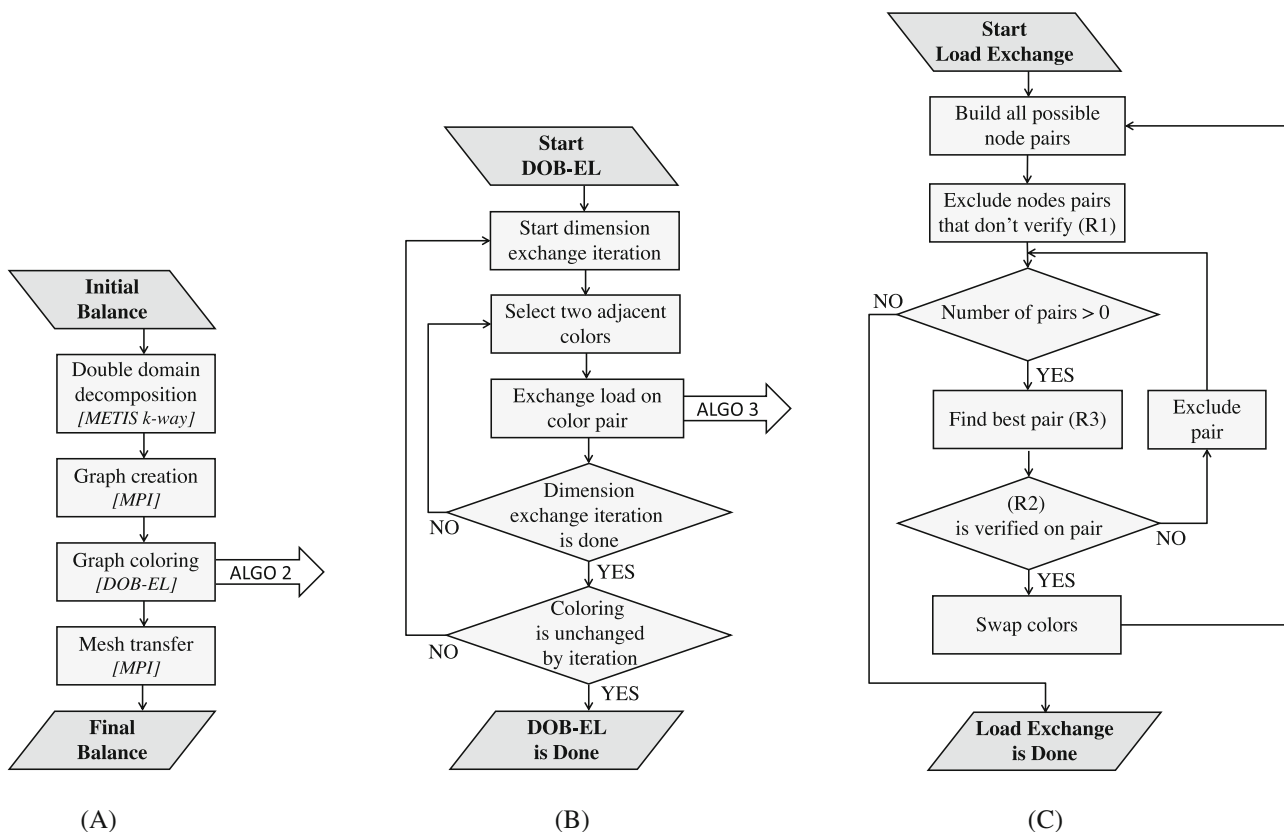 Initial
Balance
Double domain
decomposition
[METIS k-way]
Graph creation
[MPI]
Graph coloring
[DOB-EL]
ALGO 2
Mesh transfer
[MPI]
Final
Balance
(A)
Start
DOB-EL
Start dimension
exchange iteration
Select two adjacent
colors
Exchange load on
color pair
ALGO 3
Dimension
exchange iteration
is done
NO
YES
Coloring
is unchanged
by iteration
NO
YES
DOB-EL
is Done
(B)
Start
Load Exchange
Build all possible
node pairs
Exclude nodes pairs
that don't verify (R1)
NO
Number of pairs > 0
YES
Find best pair (R3)
Exclude
pair
(R2)
is verified on pair
NO
YES
Swap colors
Load Exchange
is Done
(C)